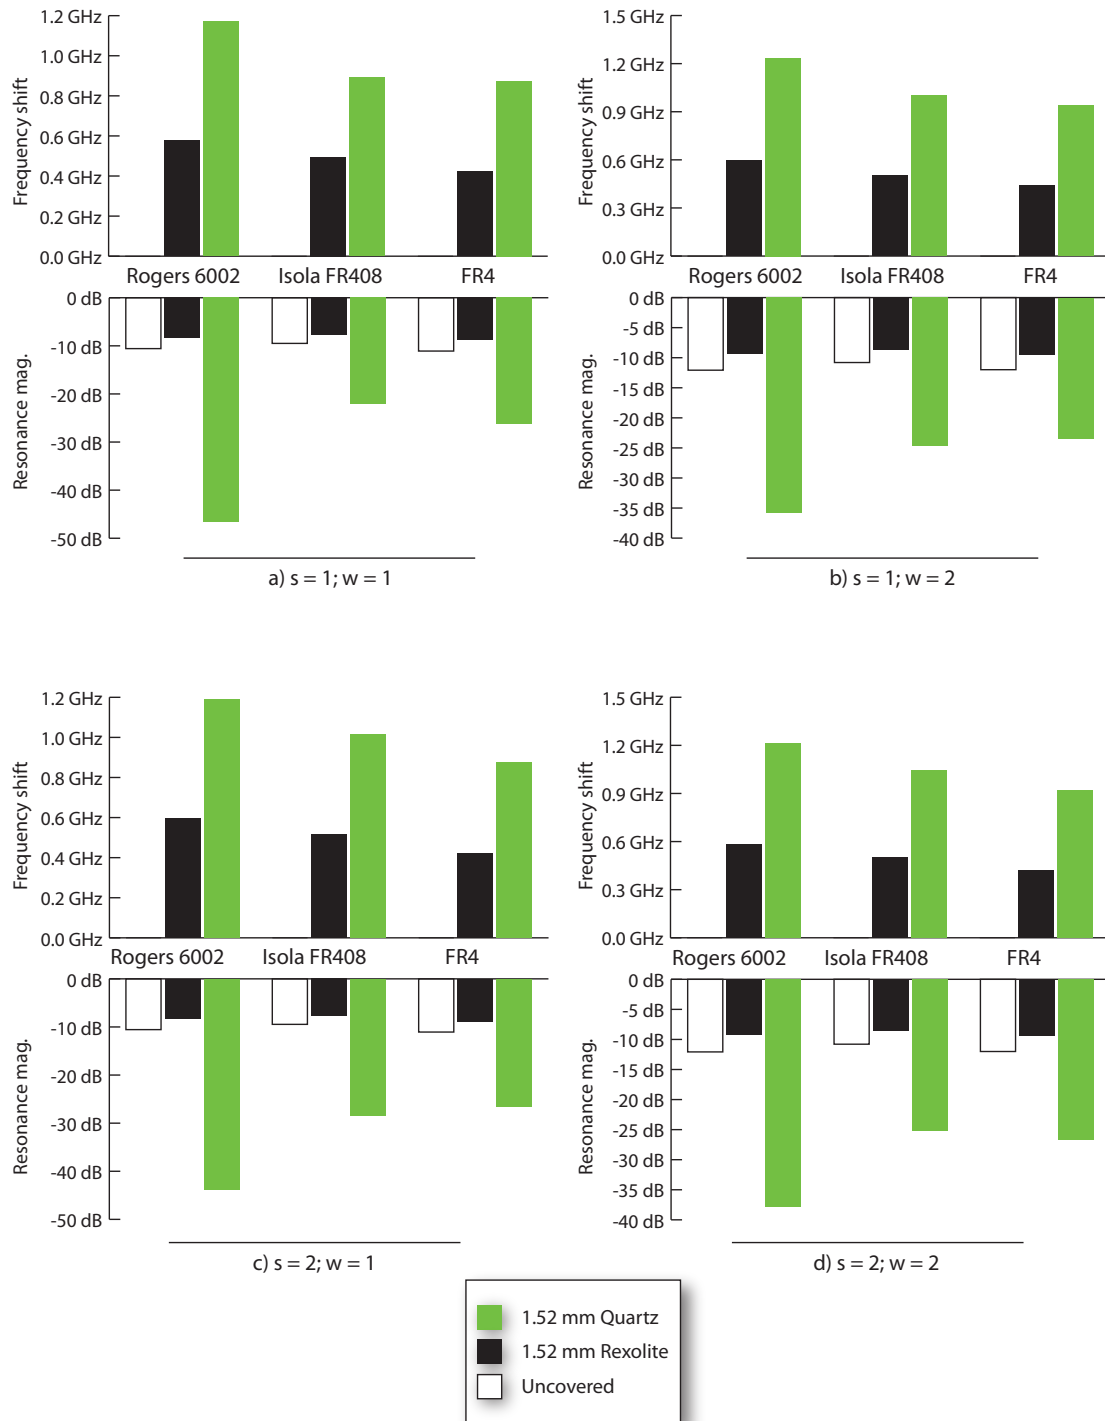 1.2 GHz
1.0 GHz
0.8 GHz
0.6 GHz
0.4 GHz
0.2 GHz
0.0 GHz
Frequency shift
Rogers 6002 Isola FR408 FR4
0 dB
-10 dB
-20 dB
-30 dB
-40 dB
-50 dB
Resonance mag.
a) s = 1; w = 1
1.5 GHz
1.2 GHz
0.9 GHz
0.6 GHz
0.3 GHz
0.0 GHz
Frequency shift
Rogers 6002 Isola FR408 FR4
0 dB
-5 dB
-10 dB
-15 dB
-20 dB
-25 dB
-30 dB
-35 dB
-40 dB
Resonance mag.
b) s = 1; w = 2
1.2 GHz
1.0 GHz
0.8 GHz
0.6 GHz
0.4 GHz
0.2 GHz
0.0 GHz
Frequency shift
Rogers 6002 Isola FR408 FR4
0 dB
-10 dB
-20 dB
-30 dB
-40 dB
-50 dB
Resonance mag.
c) s = 2; w = 1
1.5 GHz
1.2 GHz
0.9 GHz
0.6 GHz
0.3 GHz
0.0 GHz
Frequency shift
Rogers 6002 Isola FR408 FR4
0 dB
-5 dB
-10 dB
-15 dB
-20 dB
-25 dB
-30 dB
-35 dB
-40 dB
Resonance mag.
d) s = 2; w = 2
1.52 mm Quartz
1.52 mm Rexolite
Uncovered